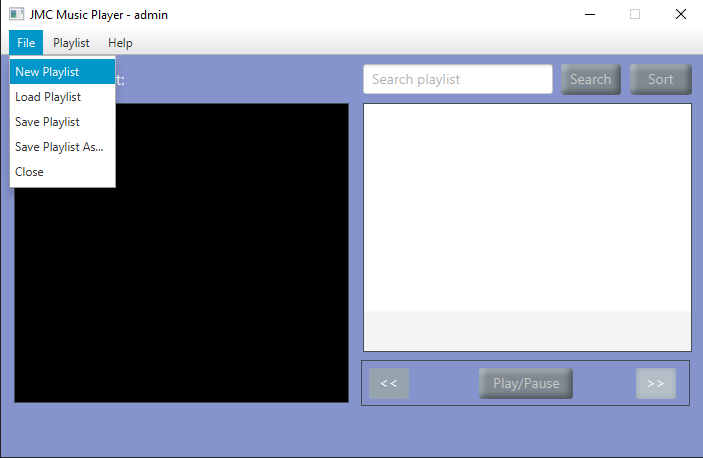 JMC Music Player - admin
File Playlist Help
New Playlist
Load Playlist
Save Playlist
Save Playlist As...
Close
t:
Search playlist
Search
Sort
<<
Play/Pause
>>